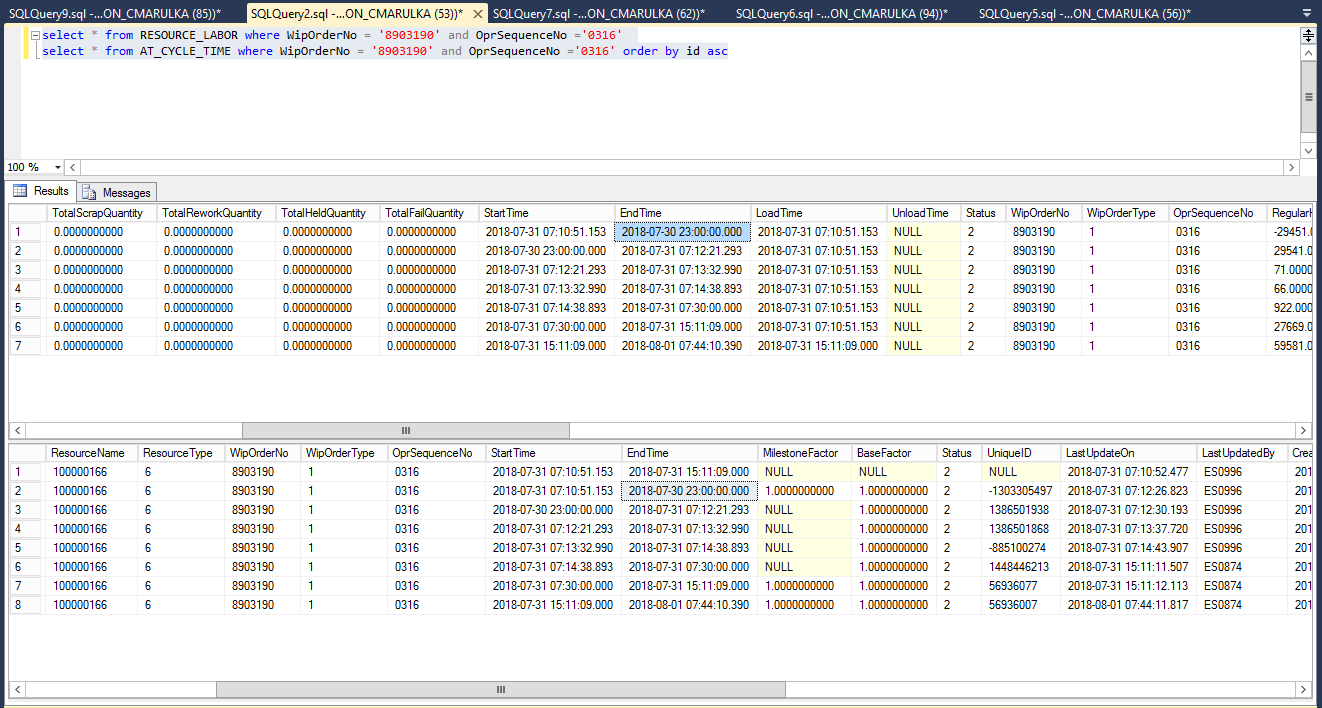 SQLQuery9.sql -...ON_CMARULKA (85))* SQLQuery2.sql -...ON_CMARULKA (53))* SQLQuery7.sql -...ON_CMARULKA (62))* SQLQuery6.sql -...ON_CMARULKA (94))* SQLQuery5.sql -...ON_CMARULKA (56))*
select * from RESOURCE_LABOR where WipOrderNo = '8903190' and OprSequenceNo ='0316'
select * from AT_CYCLE_TIME where WipOrderNo = '8903190' and OprSequenceNo ='0316' order by id asc
100 %
Results Messages
TotalScrapQuantity TotalReworkQuantity TotalHeldQuantity TotalFailQuantity StartTime EndTime LoadTime UnloadTime Status WipOrderNo WipOrderType OprSequenceNo RegularH
1 0.0000000000 0.0000000000 0.0000000000 0.0000000000 2018-07-31 07:10:51.153 2018-07-30 23:00:00.000 2018-07-31 07:10:51.153 NULL 2 8903190 1 0316 -29451.0
2 0.0000000000 0.0000000000 0.0000000000 0.0000000000 2018-07-30 23:00:00.000 2018-07-31 07:12:21.293 2018-07-31 07:10:51.153 NULL 2 8903190 1 0316 29541.0
3 0.0000000000 0.0000000000 0.0000000000 0.0000000000 2018-07-31 07:12:21.293 2018-07-31 07:13:32.990 2018-07-31 07:10:51.153 NULL 2 8903190 1 0316 71.0000
4 0.0000000000 0.0000000000 0.0000000000 0.0000000000 2018-07-31 07:13:32.990 2018-07-31 07:14:38.893 2018-07-31 07:10:51.153 NULL 2 8903190 1 0316 66.0000
5 0.0000000000 0.0000000000 0.0000000000 0.0000000000 2018-07-31 07:14:38.893 2018-07-31 07:30:00.000 2018-07-31 07:10:51.153 NULL 2 8903190 1 0316 922.000
6 0.0000000000 0.0000000000 0.0000000000 0.0000000000 2018-07-31 07:30:00.000 2018-07-31 15:11:09.000 2018-07-31 07:10:51.153 NULL 2 8903190 1 0316 27669.0
7 0.0000000000 0.0000000000 0.0000000000 0.0000000000 2018-07-31 15:11:09.000 2018-08-01 07:44:10.390 2018-07-31 15:11:09.000 NULL 2 8903190 1 0316 59581.0
ResourceName ResourceType WipOrderNo WipOrderType OprSequenceNo StartTime EndTime MilestoneFactor BaseFactor Status UniqueID LastUpdateOn LastUpdatedBy Crea
1 100000166 6 8903190 1 0316 2018-07-31 07:10:51.153 2018-07-31 15:11:09.000 NULL NULL 2 NULL 2018-07-31 07:10:52.477 ES0996 201
2 100000166 6 8903190 1 0316 2018-07-31 07:10:51.153 2018-07-30 23:00:00.000 1.0000000000 1.0000000000 2 -1303305497 2018-07-31 07:12:26.823 ES0996 201
3 100000166 6 8903190 1 0316 2018-07-30 23:00:00.000 2018-07-31 07:12:21.293 NULL 1.0000000000 2 1386501938 2018-07-31 07:12:30.193 ES0996 201
4 100000166 6 8903190 1 0316 2018-07-31 07:12:21.293 2018-07-31 07:13:32.990 NULL 1.0000000000 2 1386501868 2018-07-31 07:13:37.720 ES0996 201
5 100000166 6 8903190 1 0316 2018-07-31 07:13:32.990 2018-07-31 07:14:38.893 NULL 1.0000000000 2 -885100274 2018-07-31 07:14:43.907 ES0996 201
6 100000166 6 8903190 1 0316 2018-07-31 07:14:38.893 2018-07-31 07:30:00.000 NULL 1.0000000000 2 1448446213 2018-07-31 15:11:11.507 ES0874 201
7 100000166 6 8903190 1 0316 2018-07-31 07:30:00.000 2018-07-31 15:11:09.000 1.0000000000 1.0000000000 2 56936077 2018-07-31 15:11:12.113 ES0874 201
8 100000166 6 8903190 1 0316 2018-07-31 15:11:09.000 2018-08-01 07:44:10.390 1.0000000000 1.0000000000 2 56936007 2018-08-01 07:44:11.817 ES0874 201